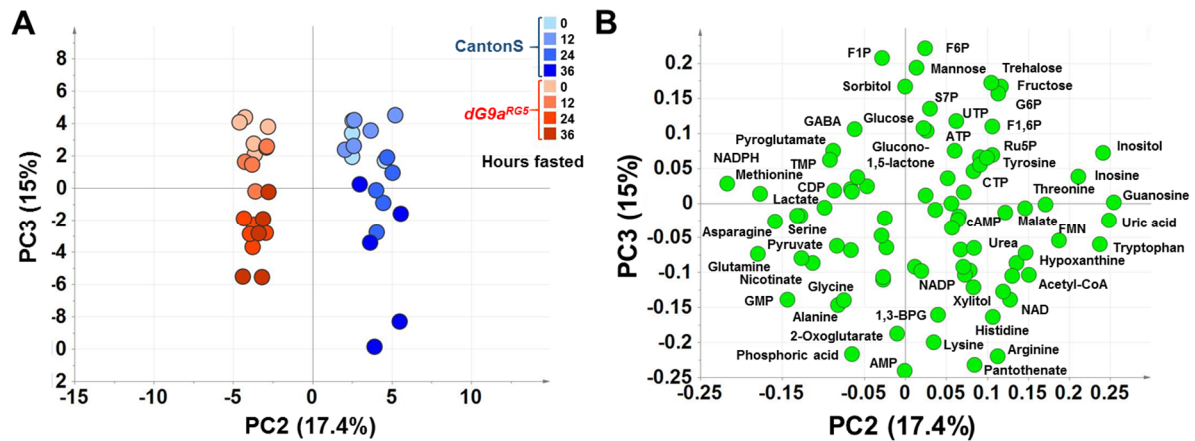 A
CantonS
0
12
24
36
dG9a^RG5
0
12
24
36
Hours fasted
8
6
4
2
0
-2
-4
-6
-8
0
2
PC3 (15%)
-15
-10
-5
0
5
10
PC2 (17.4%)
B
F1P
F6P
Mannose
Trehalose
Sorbitol
Fructose
S7P
G6P
UTP
GABA
Glucose
F1,6P
ATP
Pyroglutamate
Glucono-
1,5-lactone
Ru5P
Inositol
NADPH
TMP
Tyrosine
Methionine
CDP
CTP
Inosine
Threonine
Guanosine
Lactate
cAMP
Malate
Uric acid
Asparagine
Serine
FMN
Pyruvate
Urea
Tryptophan
Glutamine
Hypoxanthine
Nicotinate
Glycine
NADP
Acetyl-CoA
GMP
Xylitol
NAD
Alanine
1,3-BPG
Histidine
2-Oxoglutarate
Lysine
Arginine
Phosphoric acid
AMP
Pantothenate
0.2
0.15
0.1
0.05
0
-0.05
-0.1
-0.15
-0.2
-0.25
PC3 (15%)
-0.25
-0.15
-0.05
0
0.05
0.1
0.15
0.25
PC2 (17.4%)